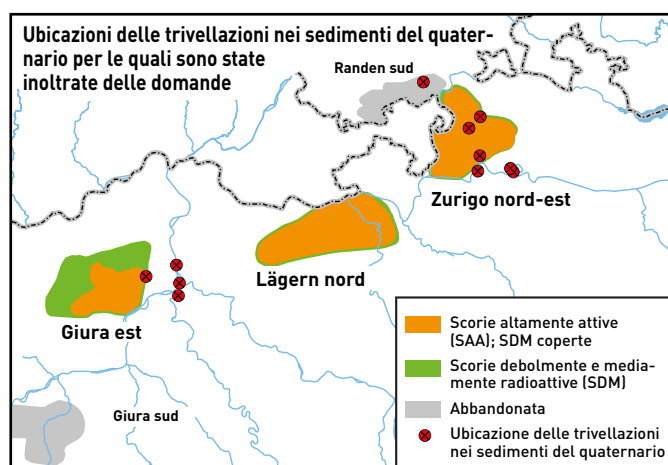 Ubicazioni delle trivellazioni nei sedimenti del quater-
nario per le quali sono state
inoltrate delle domande
Randen sud
Zurigo nord-est
Lägern nord
Giura est
Giura sud
Scorie altamente attive
(SAA); SDM coperte
Scorie debolmente e media-
mente radioattive (SDM)
Abbandonata
Ubicazione delle trivellazioni
nei sedimenti del quaternario